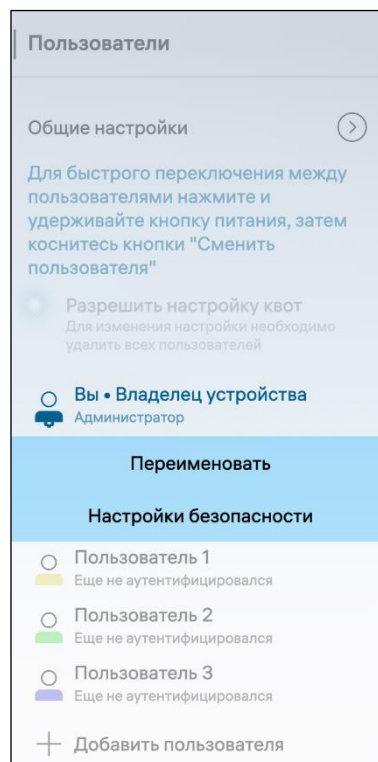 Пользователи
Общие настройки
Для быстрого переключения между
пользователями нажмите и
удерживайте кнопку питания, затем
коснитесь кнопки "Сменить
пользователя"
Разрешить настройку квот
Для изменения настройки необходимо
удалить всех пользователей
Вы • Владелец устройства
Администратор
Переименовать
Настройки безопасности
Пользователь 1
Еще не аутентифицировался
Пользователь 2
Еще не аутентифицировался
Пользователь 3
Еще не аутентифицировался
Добавить пользователя